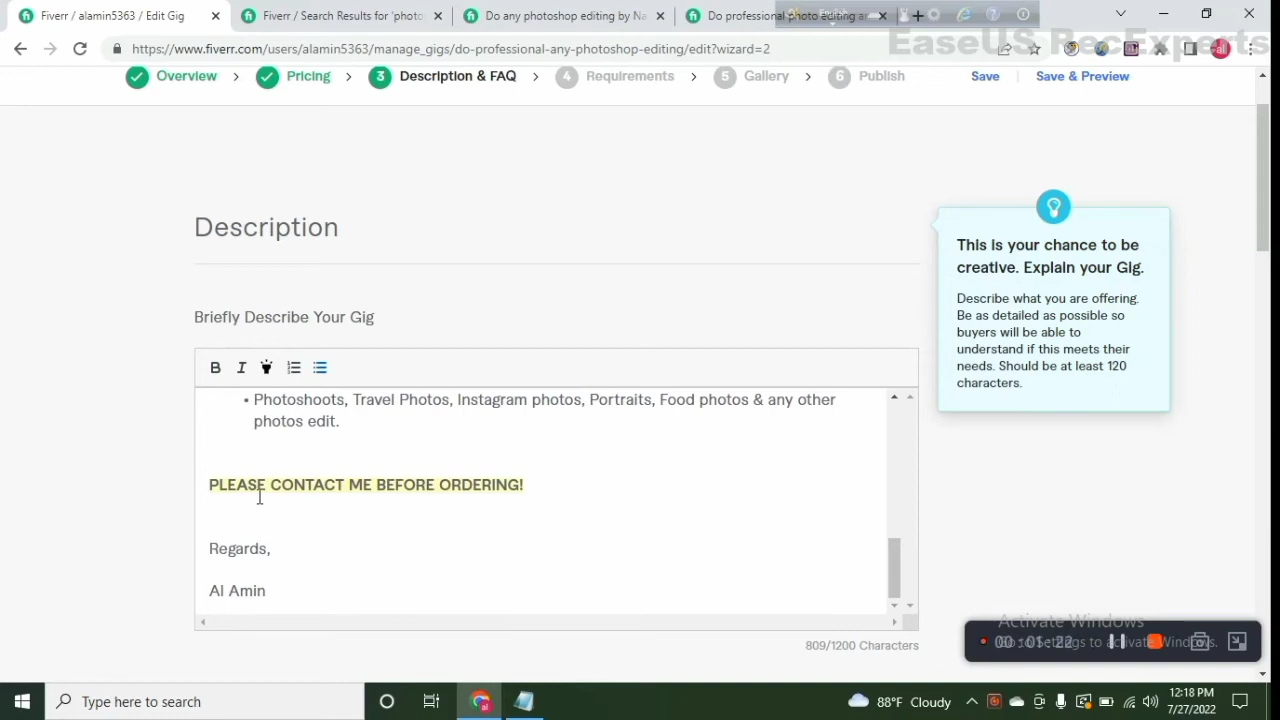 Fiverr / alamin5363 / Edit Gig
Fiverr / Search Results for 'photo
Do any photoshop editing by Na
Do professional photo editing an
English
EaseUS RecExperts
https://www.fiverr.com/users/alamin5363/manage_gigs/do-professional-any-photoshop-editing/edit?wizard=2
al
Overview
Pricing
3 Description & FAQ
4 Requirements
5 Gallery
6 Publish
Save
Save & Preview
Description
This is your chance to be
creative. Explain your Gig.
Describe what you are offering.
Be as detailed as possible so
buyers will be able to
understand if this meets their
needs. Should be at least 120
characters.
Briefly Describe Your Gig
B I
• Photoshoots, Travel Photos, Instagram photos, Portraits, Food photos & any other
photos edit.
PLEASE CONTACT ME BEFORE ORDERING!
Regards,
Al Amin
809/1200 Characters
Activate Windows
Go to Settings to activate Windows.
00:01:22
Type here to search
88°F Cloudy
12:18 PM
7/27/2022